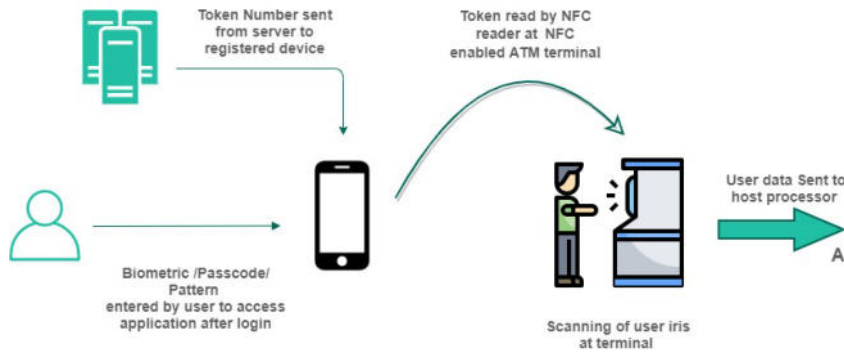 Token Number sent
from server to
registered device
Token read by NFC
reader at NFC
enabled ATM terminal
User data Sent to
host processor
A
Biometric /Passcode/
Pattern
entered by user to access
application after login
Scanning of user iris
at terminal